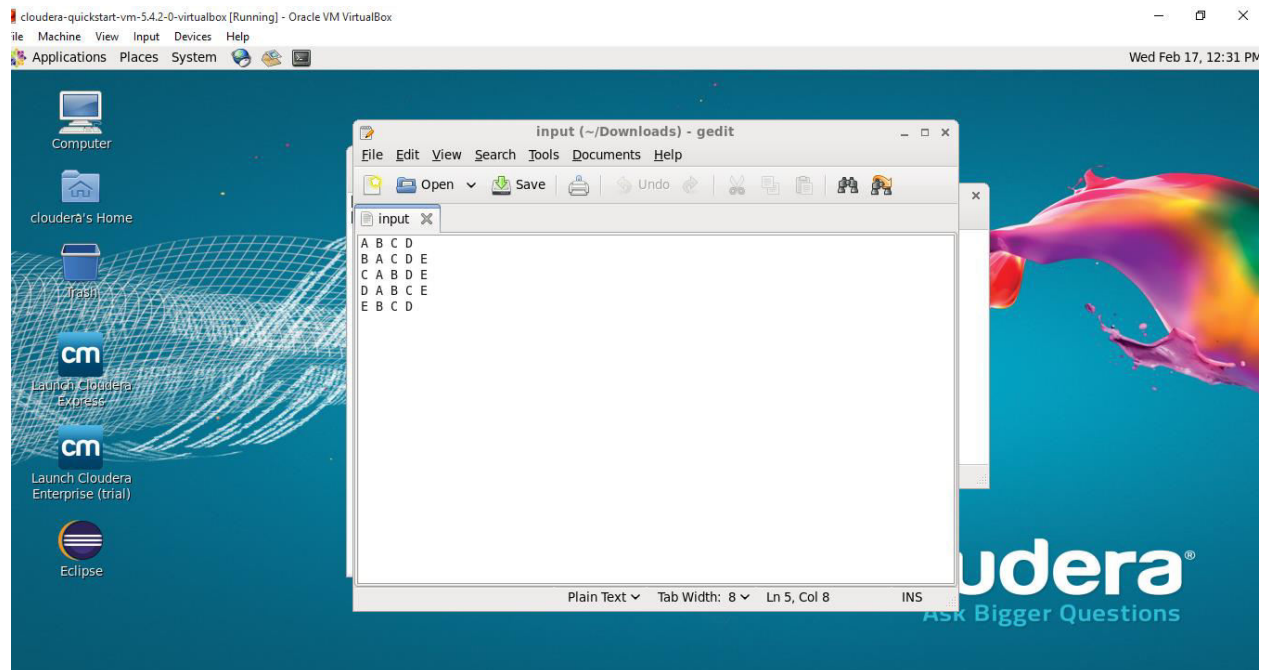 cloudera-quickstart-vm-5.4.2-0-virtualbox [Running] - Oracle VM VirtualBox
ile Machine View Input Devices Help
Applications Places System
Wed Feb 17, 12:31 PM
Computer
cloudera's Home
Trash
cm
Launch Cloudera
Express
cm
Launch Cloudera
Enterprise (trial)
Eclipse
input (~/Downloads) - gedit
File Edit View Search Tools Documents Help
Open Save Undo
input
A B C D
B A C D E
C A B D E
D A B C E
E B C D
Plain Text Tab Width: 8 Ln 5, Col 8 INS
udera®
Ask Bigger Questions